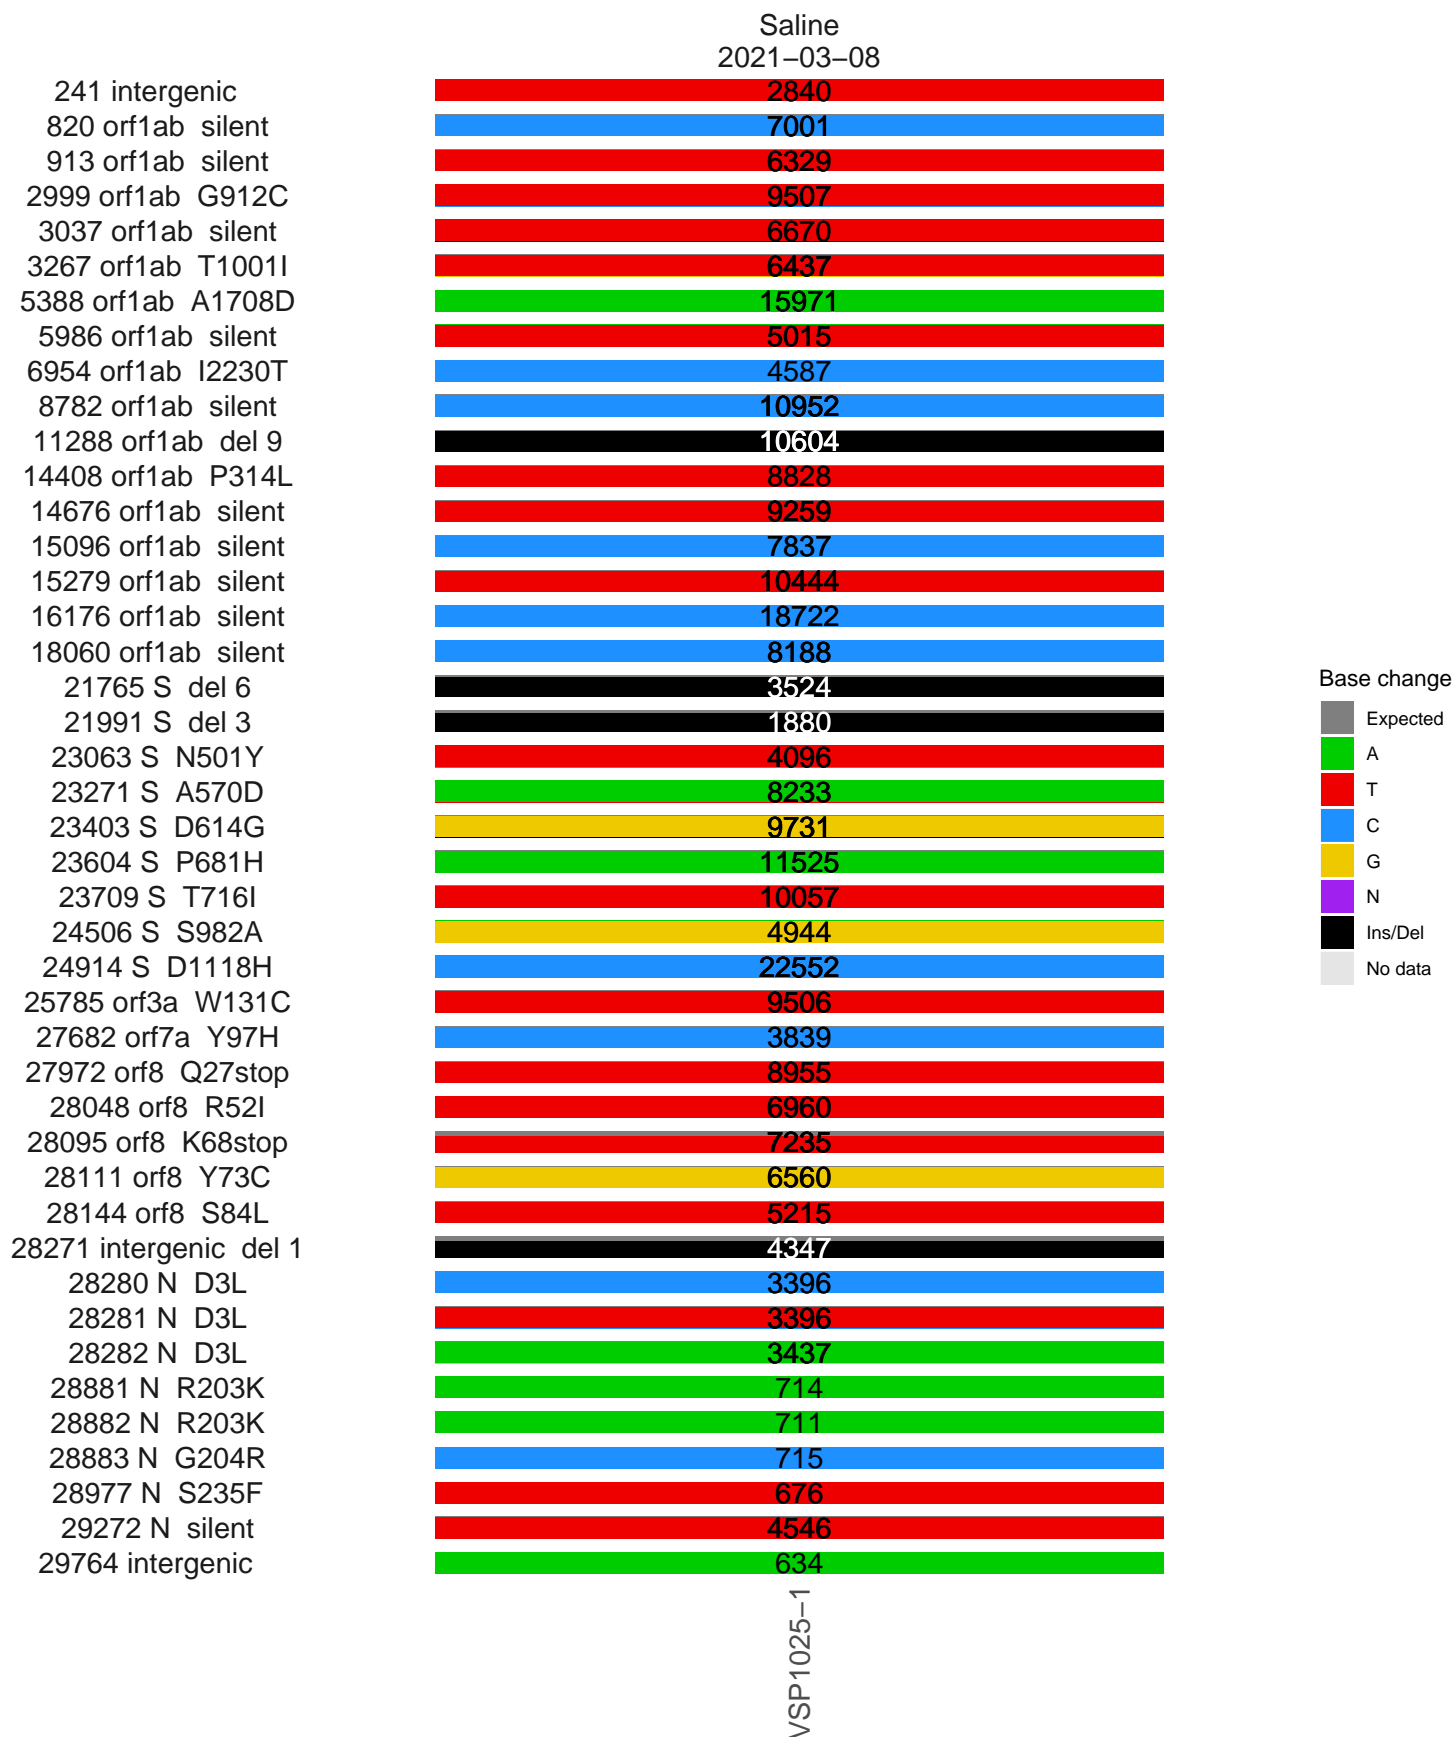 Saline
2021−03−08
241 intergenic 2840
820 orf1ab silent 7001
913 orf1ab silent 6329
2999 orf1ab G912C 9507
3037 orf1ab silent 6670
3267 orf1ab T1001I 6437
5388 orf1ab A1708D 15971
5986 orf1ab silent 5015
6954 orf1ab I2230T 4587
8782 orf1ab silent 10952
11288 orf1ab del 9 10604
14408 orf1ab P314L 8828
14676 orf1ab silent 9259
15096 orf1ab silent 7837
15279 orf1ab silent 10444
16176 orf1ab silent 18722
18060 orf1ab silent 8188
21765 S del 6 3524
21991 S del 3 1880
23063 S N501Y 4096
23271 S A570D 8233
23403 S D614G 9731
23604 S P681H 11525
23709 S T716I 10057
24506 S S982A 4944
24914 S D1118H 22552
25785 orf3a W131C 9506
27682 orf7a Y97H 3839
27972 orf8 Q27stop 8955
28048 orf8 R52I 6960
28095 orf8 K68stop 7235
28111 orf8 Y73C 6560
28144 orf8 S84L 5215
28271 intergenic del 1 4347
28280 N D3L 3396
28281 N D3L 3396
28282 N D3L 3437
28881 N R203K 714
28882 N R203K 711
28883 N G204R 715
28977 N S235F 676
29272 N silent 4546
29764 intergenic 634
VSP1025−1
Base change
Expected
A
T
C
G
N
Ins/Del
No data